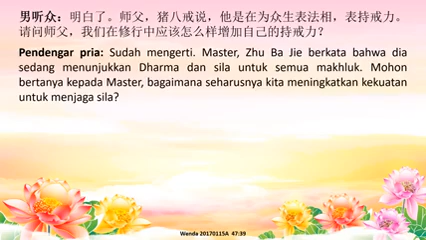 男听众：明白了。师父，猪八戒说，他是在为众生表法相，表持戒力。
请问师父，我们在修行中应该怎么样增加自己的持戒力？
Pendengar pria: Sudah mengerti. Master, Zhu Ba Jie berkata bahwa dia
sedang menunjukkan Dharma dan sila untuk semua makhluk. Mohon
bertanya kepada Master, bagaimana seharusnya kita meningkatkan kekuatan
untuk menjaga sila?
Wenda 20170115A 47:39